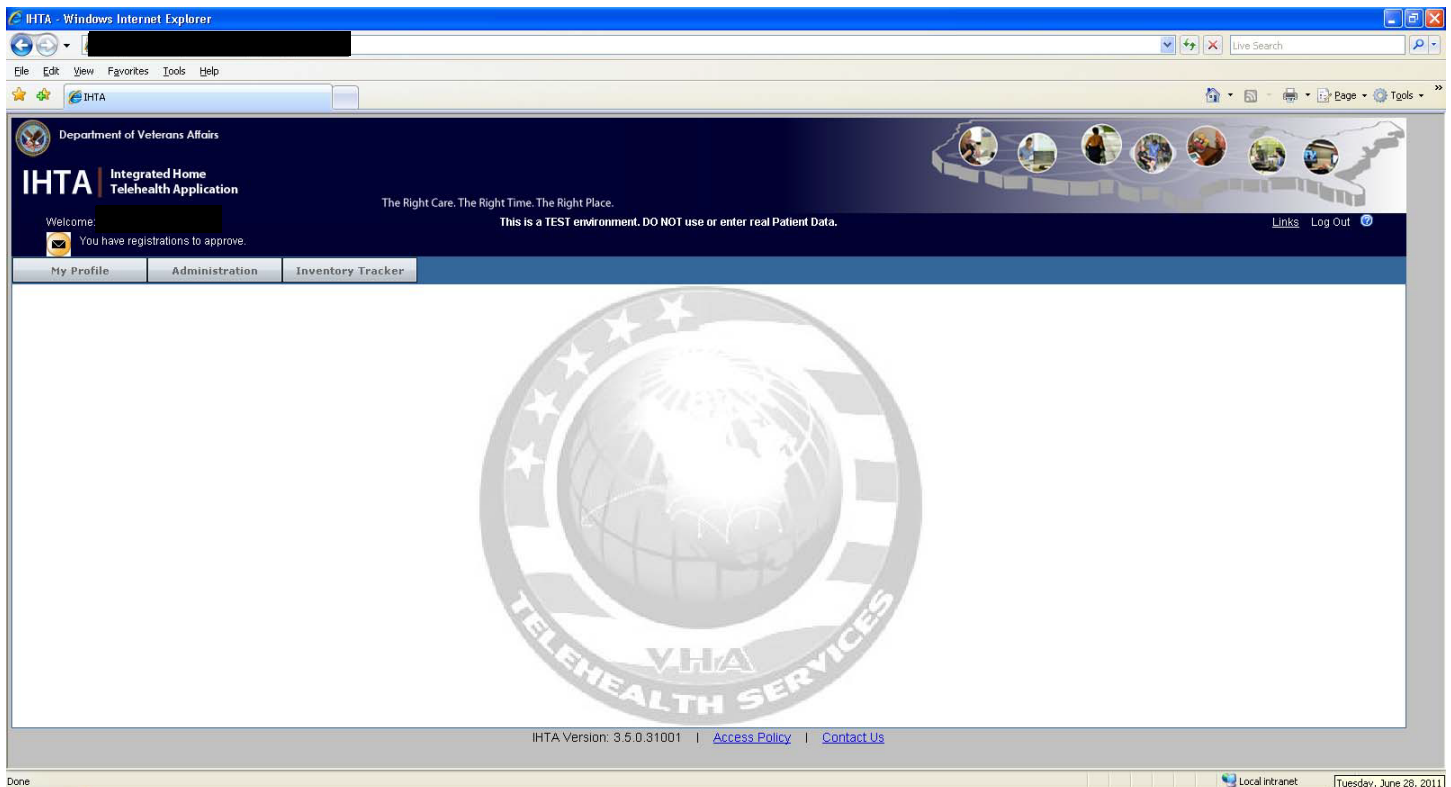 IHTA - Windows Internet Explorer
Live Search
File Edit View Favorites Tools Help
IHTA
Page Tools »
Department of Veterans Affairs
IHTA Integrated Home Telehealth Application
The Right Care. The Right Time. The Right Place.
Welcome:
This is a TEST environment. DO NOT use or enter real Patient Data.
Links Log Out
You have registrations to approve.
My Profile Administration Inventory Tracker
VHA
TELEHEALTH SERVICES
IHTA Version: 3.5.0.31001 | Access Policy | Contact Us
Done
Local intranet
Tuesday, June 28, 2011